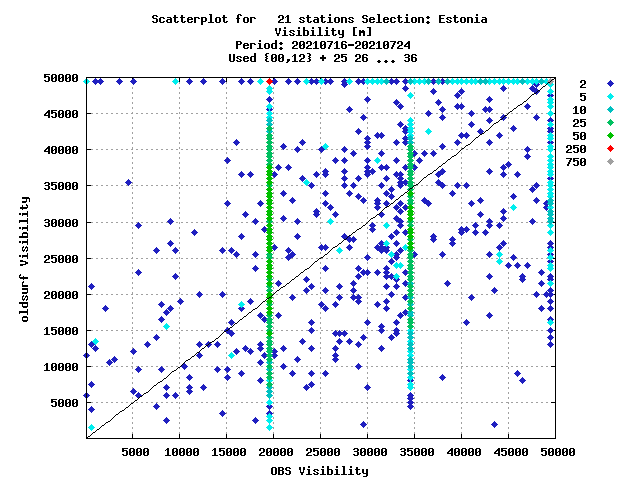 Scatterplot for 21 stations Selection: Estonia
Visibility [m]
Period: 20210716-20210724
Used {00,12} + 25 26 ... 36
50000
45000
40000
35000
30000
25000
20000
15000
10000
5000
oldsurf Visibility
5000 10000 15000 20000 25000 30000 35000 40000 45000 50000
OBS Visibility
2
5
10
25
50
250
750